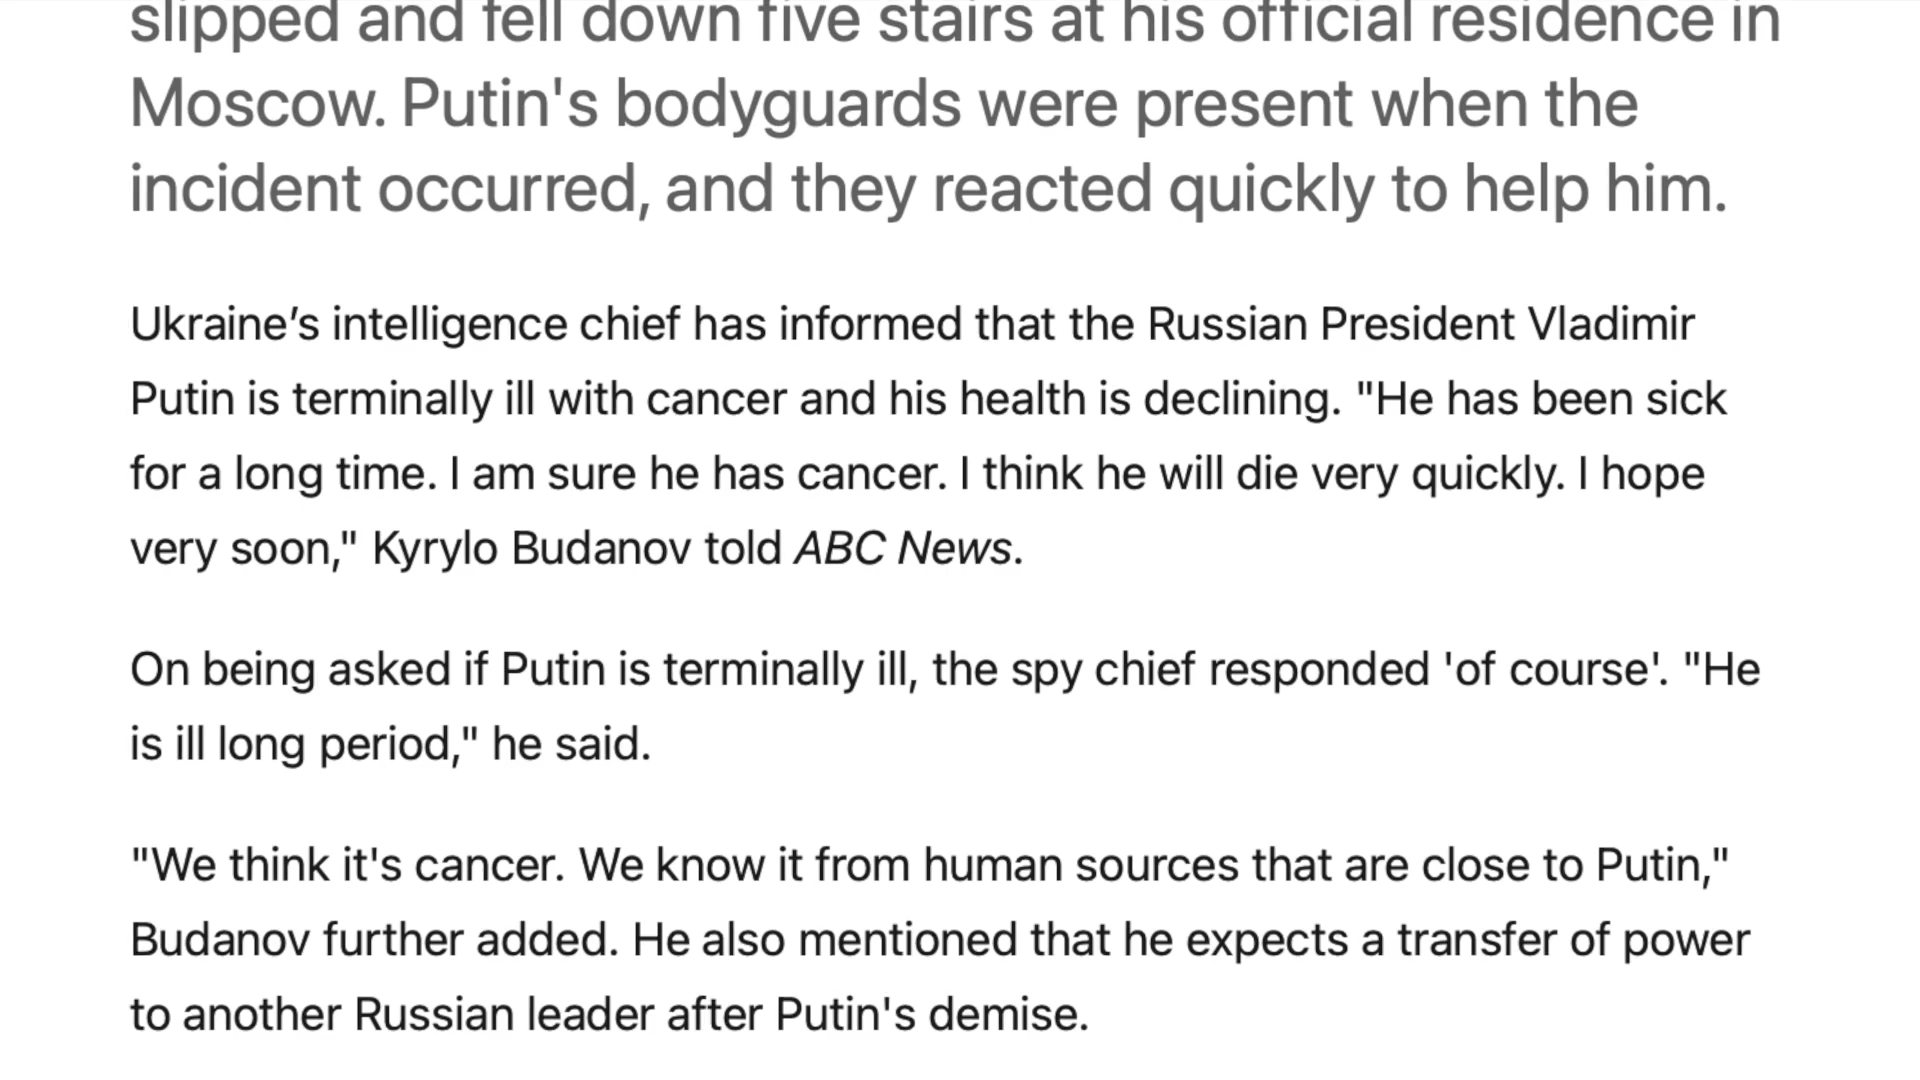 slipped and fell down five stairs at his official residence in
Moscow. Putin's bodyguards were present when the
incident occurred, and they reacted quickly to help him.
Ukraine’s intelligence chief has informed that the Russian President Vladimir
Putin is terminally ill with cancer and his health is declining. "He has been sick
for a long time. I am sure he has cancer. I think he will die very quickly. I hope
very soon," Kyrylo Budanov told ABC News.
On being asked if Putin is terminally ill, the spy chief responded 'of course'. "He
is ill long period," he said.
"We think it's cancer. We know it from human sources that are close to Putin,"
Budanov further added. He also mentioned that he expects a transfer of power
to another Russian leader after Putin's demise.